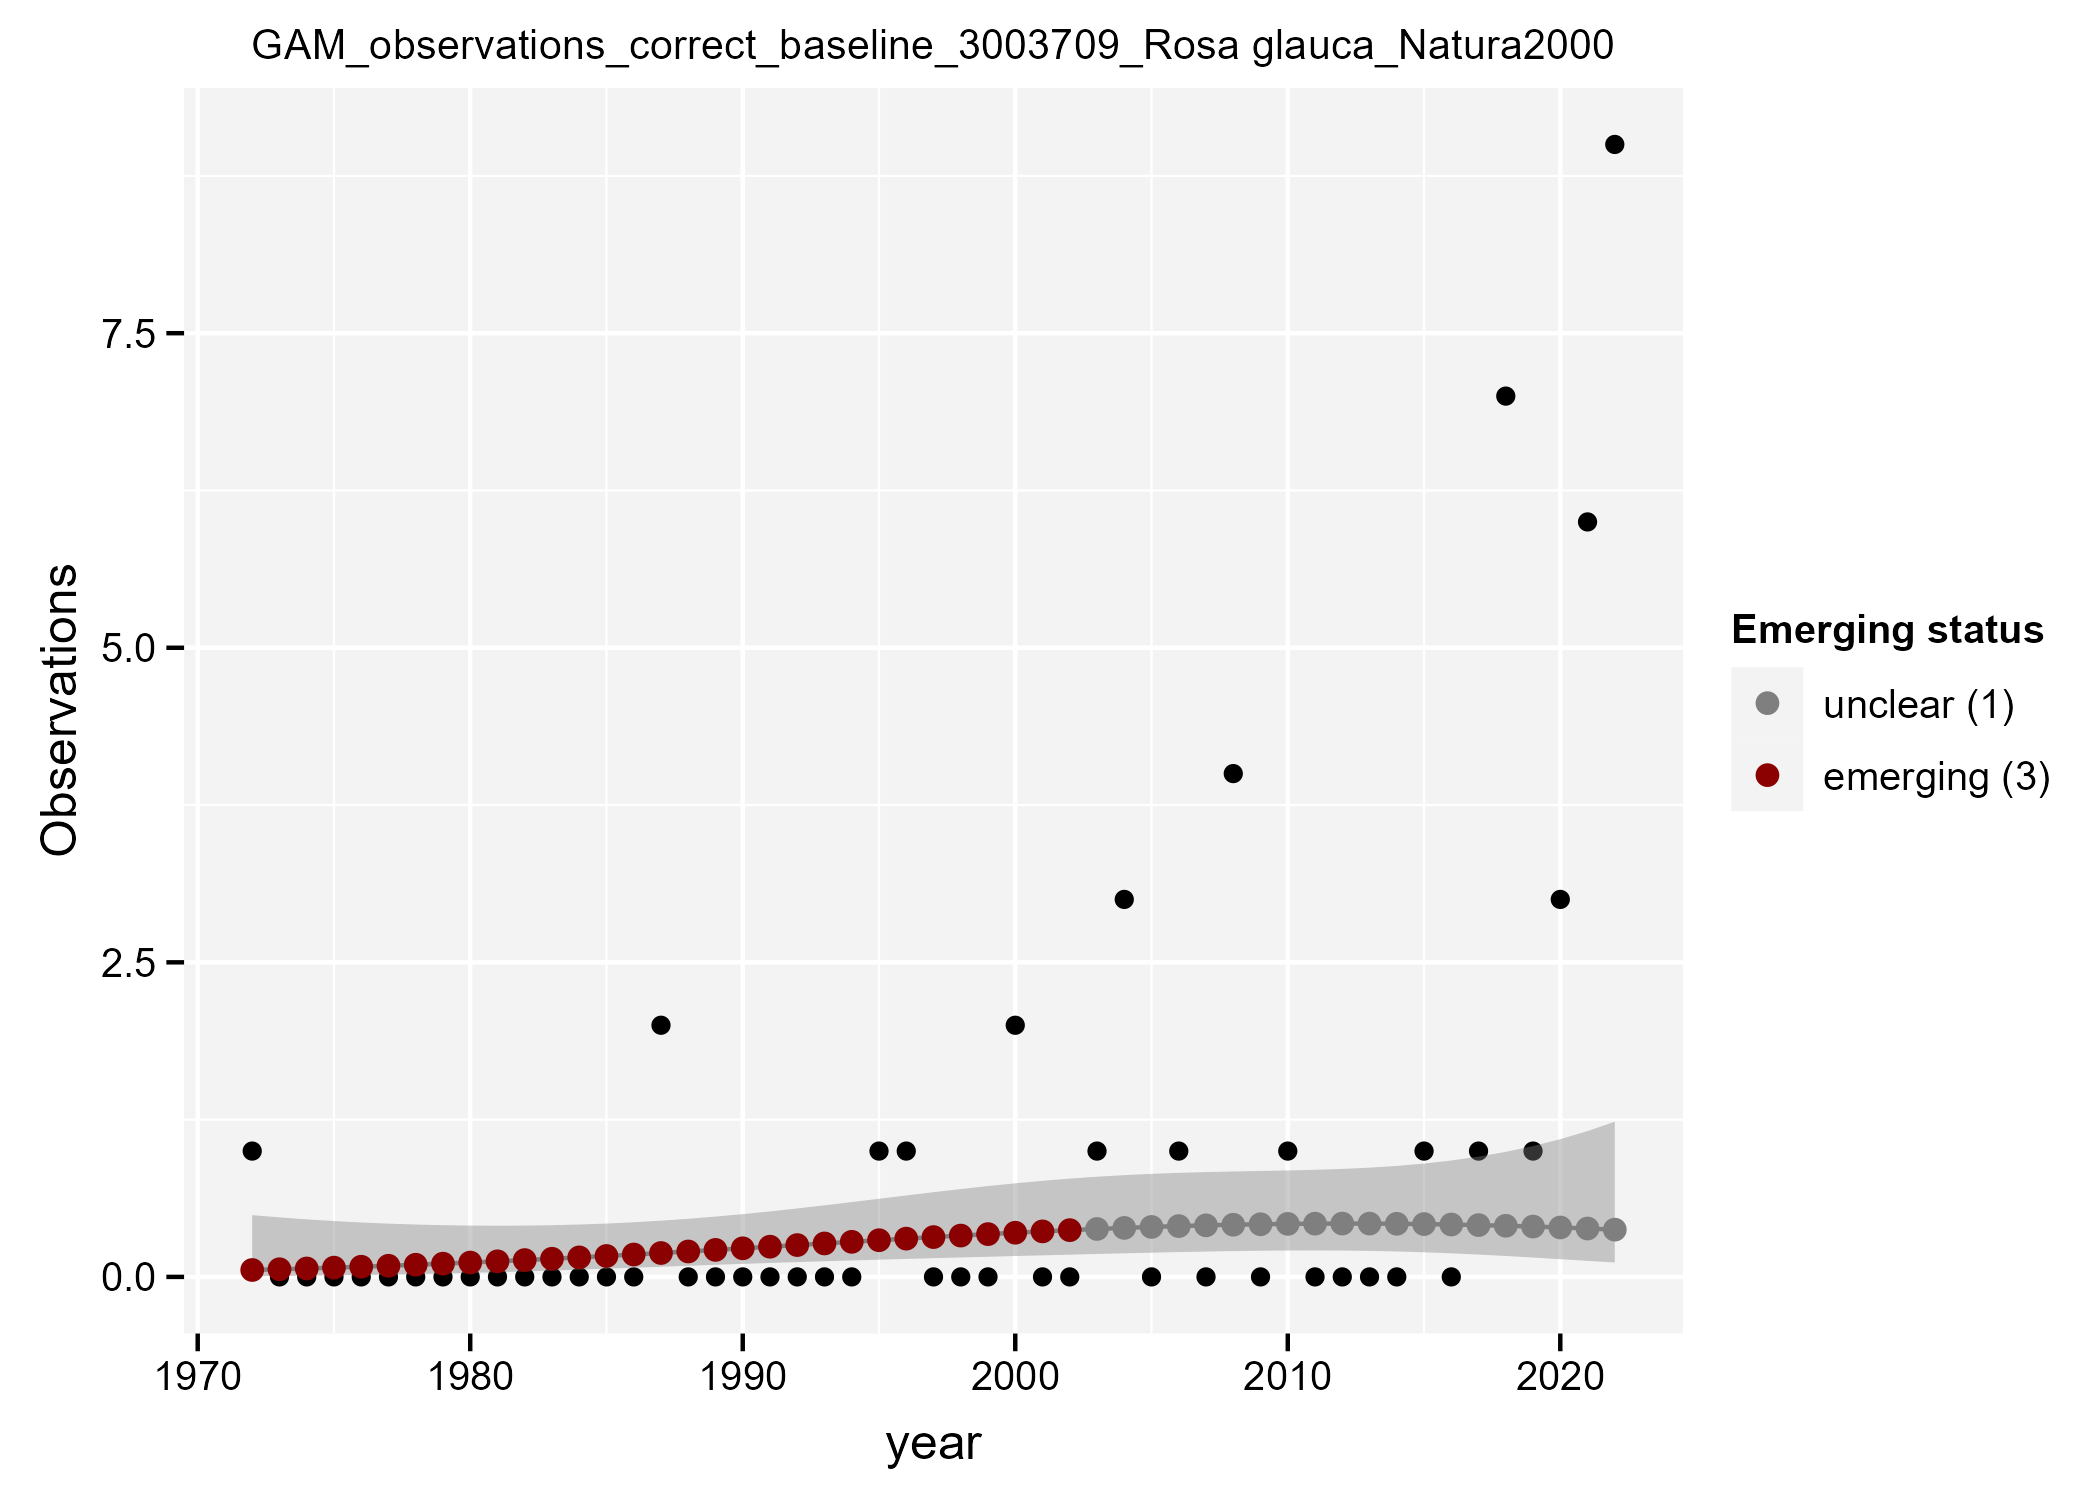 GAM_observations_correct_baseline_3003709_Rosa glauca_Natura2000
Observations
7.5
5.0
2.5
0.0
1970 1980 1990 2000 2010 2020
year
Emerging status
unclear (1)
emerging (3)